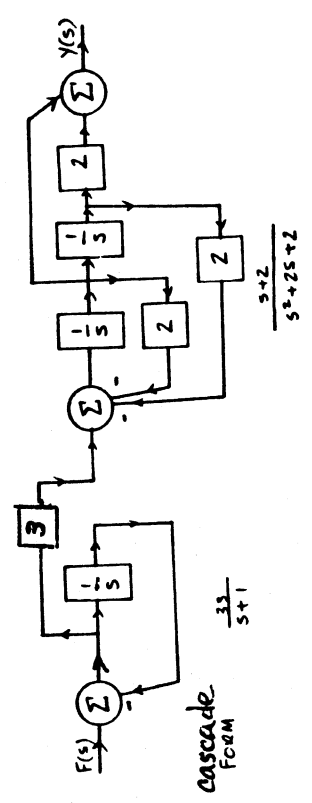 F(s)
Σ
-
1/s
3
Σ
-
-
1/s
2
1/s
2
2
Σ
Y(s)
cascade
FORM
3s/s+1
s+2/s²+2s+2